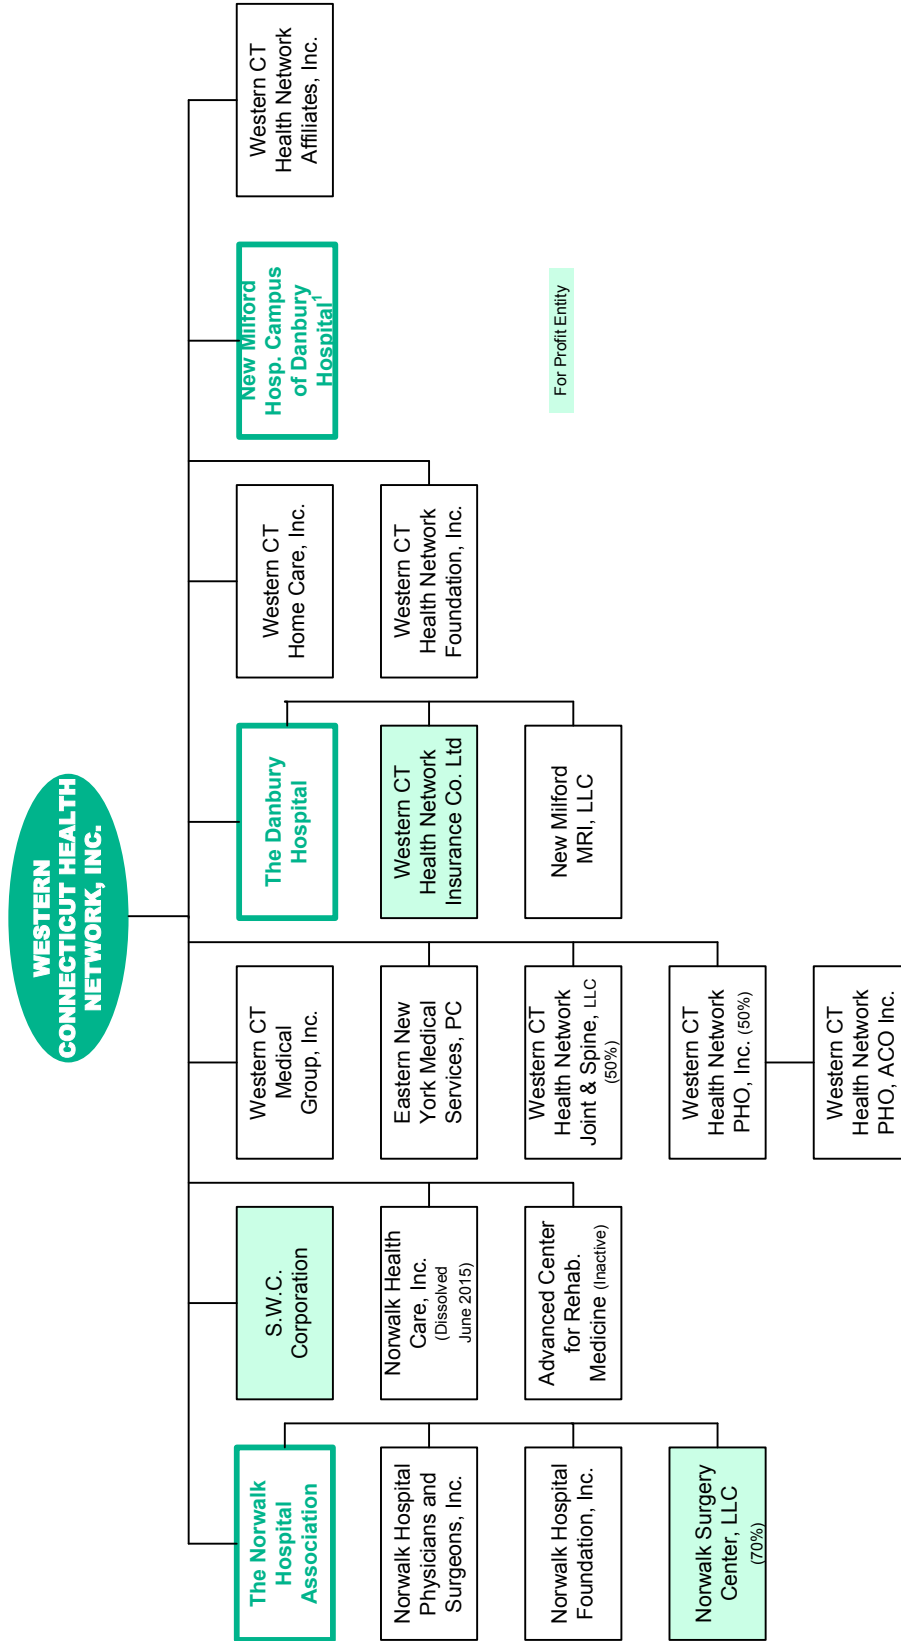 WESTERN
CONNECTICUT HEALTH
NETWORK, INC.
The Norwalk
Hospital
Association
S.W.C.
Corporation
Western CT
Medical
Group, Inc.
The Danbury
Hospital
Western CT
Home Care, Inc.
New Milford
Hosp. Campus
of Danbury
Hospital1
Western CT
Health Network
Affiliates, Inc.
Norwalk Hospital
Physicians and
Surgeons, Inc.
Norwalk Health
Care, Inc.
(Dissolved
June 2015)
Eastern New
York Medical
Services, PC
Western CT
Health Network
Insurance Co. Ltd
Western CT
Health Network
Foundation, Inc.
Norwalk Hospital
Foundation, Inc.
Advanced Center
for Rehab.
Medicine (Inactive)
Western CT
Health Network
Joint & Spine, LLC
(50%)
New Milford
MRI, LLC
For Profit Entity
Norwalk Surgery
Center, LLC
(70%)
Western CT
Health Network
PHO, Inc. (50%)
Western CT
Health Network
PHO, ACO Inc.